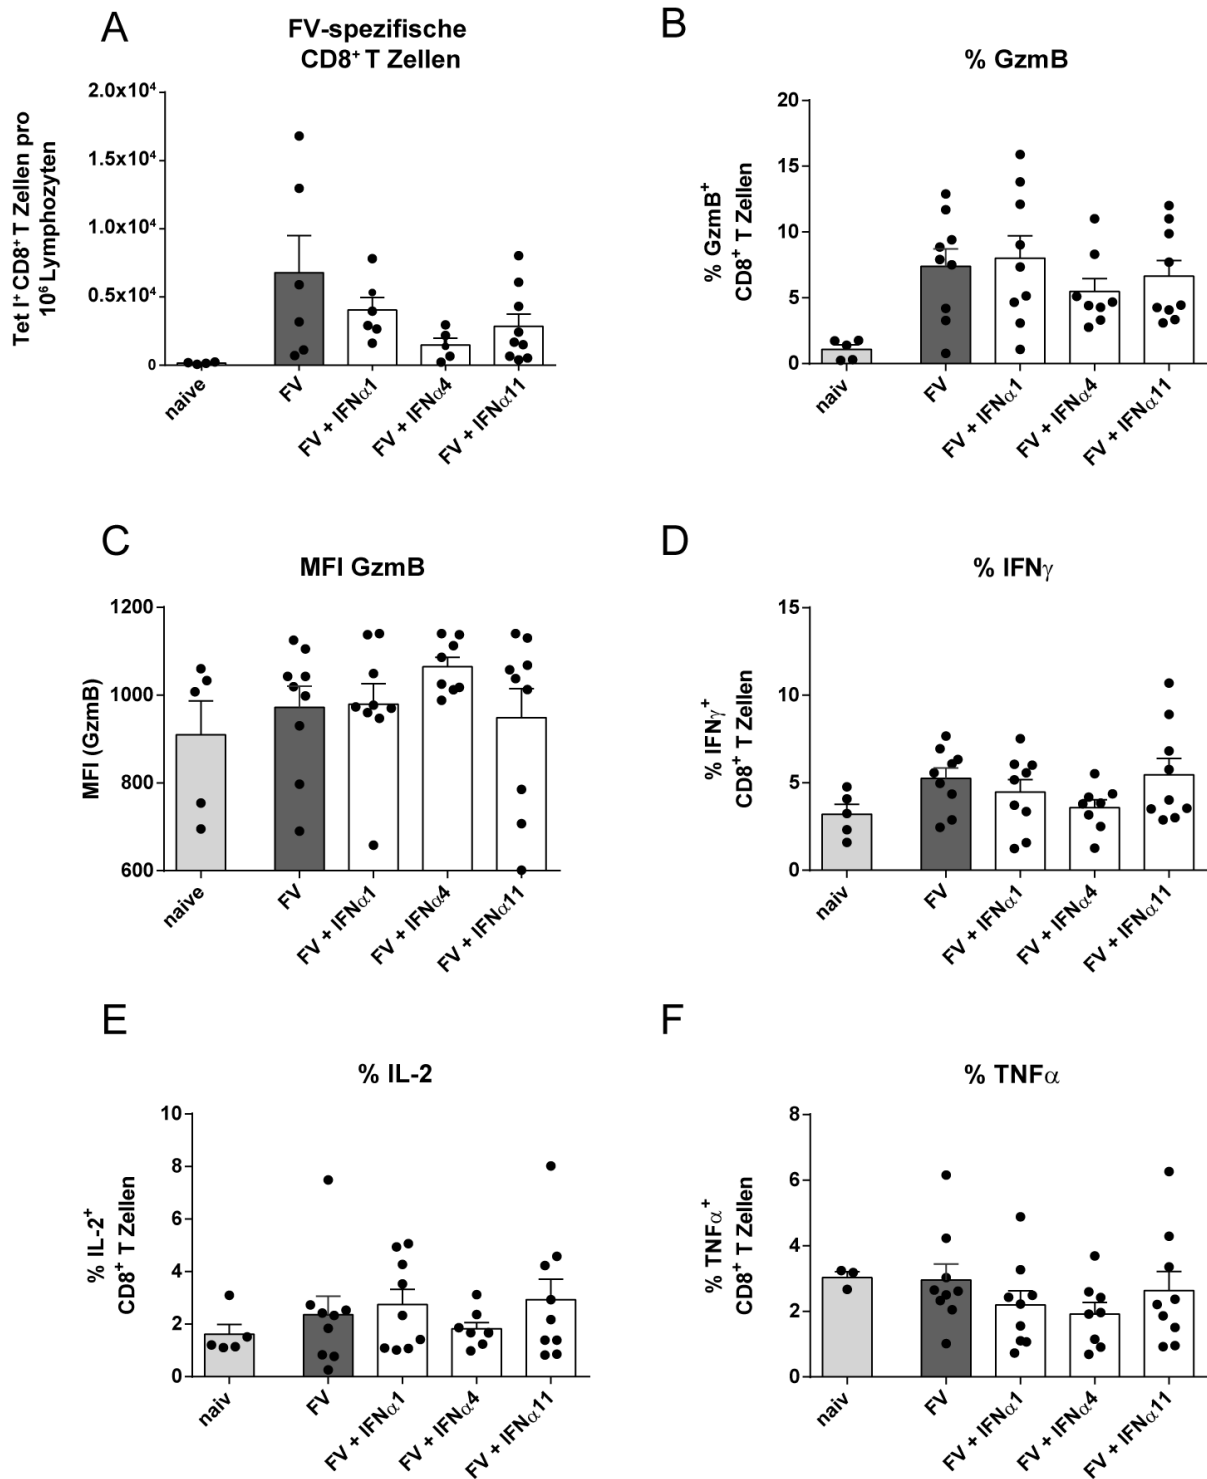 A
FV-spezifische
CD8⁺ T Zellen
Tet I⁺ CD8⁺ T Zellen pro
10⁶ Lymphozyten
2.0x10⁴
1.5x10⁴
1.0x10⁴
0.5x10⁴
0
naive
FV
FV + IFNα1
FV + IFNα4
FV + IFNα11
B
% GzmB
% GzmB⁺
CD8⁺ T Zellen
20
15
10
5
0
naiv
FV
FV + IFNα1
FV + IFNα4
FV + IFNα11
C
MFI GzmB
MFI (GzmB)
1200
1000
800
600
naive
FV
FV + IFNα1
FV + IFNα4
FV + IFNα11
D
% IFNγ
% IFNγ⁺
CD8⁺ T Zellen
15
10
5
0
naiv
FV
FV + IFNα1
FV + IFNα4
FV + IFNα11
E
% IL-2
% IL-2⁺
CD8⁺ T Zellen
10
8
6
4
2
0
naiv
FV
FV + IFNα1
FV + IFNα4
FV + IFNα11
F
% TNFα
% TNFα⁺
CD8⁺ T Zellen
8
6
4
2
0
naiv
FV
FV + IFNα1
FV + IFNα4
FV + IFNα11